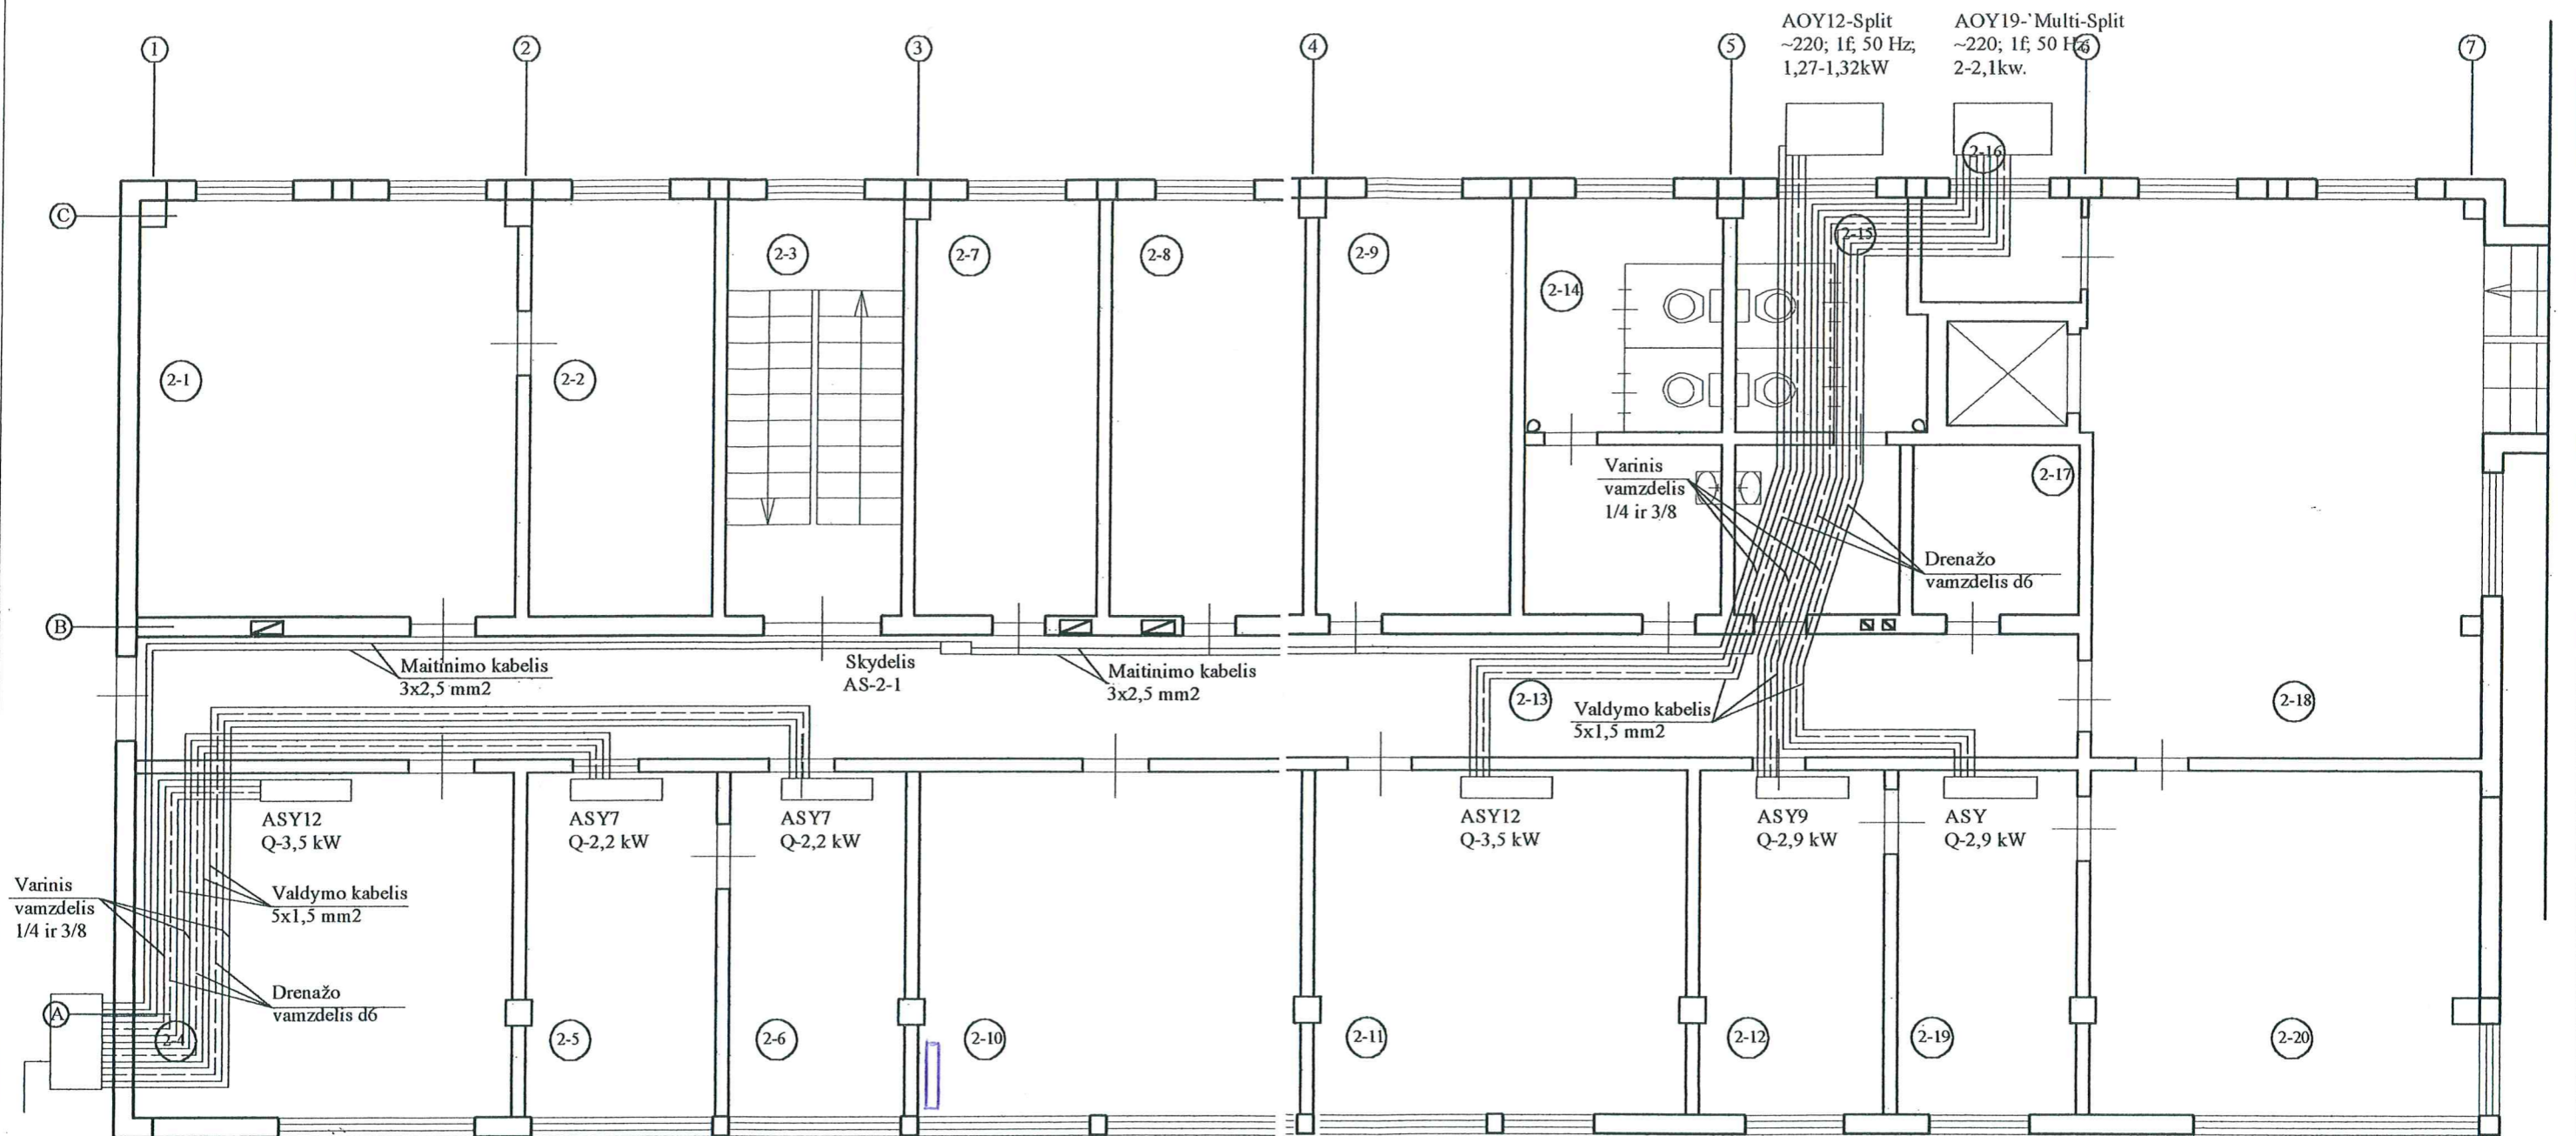 AOY12-Split
~220; 1f; 50 Hz;
1,27-1,32kW
AOY19-`Multi-Split
~220; 1f; 50 Hz
2-2,1kw.
1
2
3
4
5
6
7
C
2-16
2-3
2-7
2-8
2-9
2-15
2-14
2-1
2-2
Varinis
vamzdelis
1/4 ir 3/8
2-17
Drenažo
vamzdelis d6
B
Maitinimo kabelis
3x2,5 mm2
Skydelis
AS-2-1
Maitinimo kabelis
3x2,5 mm2
2-13
Valdymo kabelis
5x1,5 mm2
2-18
ASY12
Q-3,5 kW
ASY7
Q-2,2 kW
ASY7
Q-2,2 kW
ASY12
Q-3,5 kW
ASY9
Q-2,9 kW
ASY
Q-2,9 kW
Varinis
vamzdelis
1/4 ir 3/8
Valdymo kabelis
5x1,5 mm2
Drenažo
vamzdelis d6
A
2-4
2-5
2-6
2-10
2-11
2-12
2-19
2-20